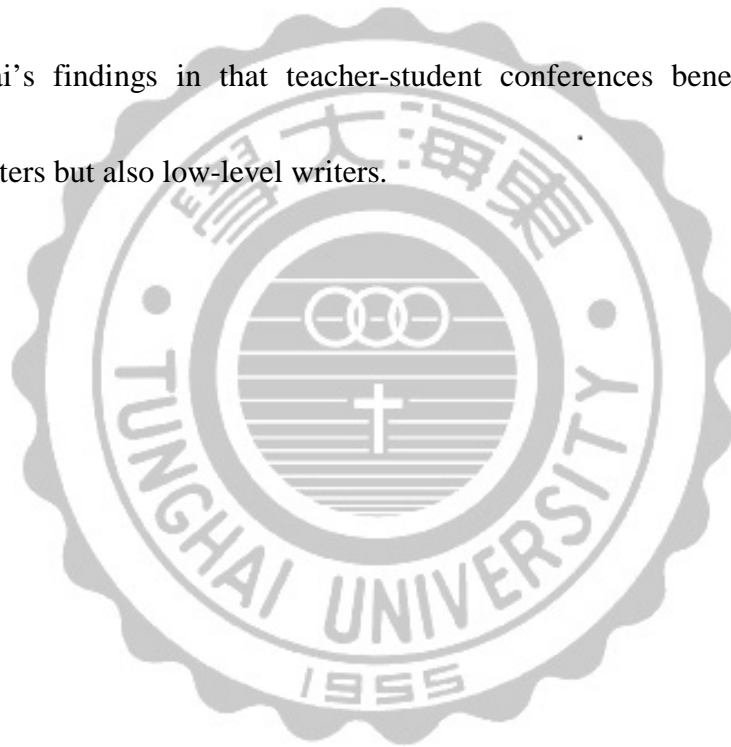 ai’s findings in that teacher-student conferences bene
ters but also low-level writers.
學大海東
TUNGHAI UNIVERSITY
1955